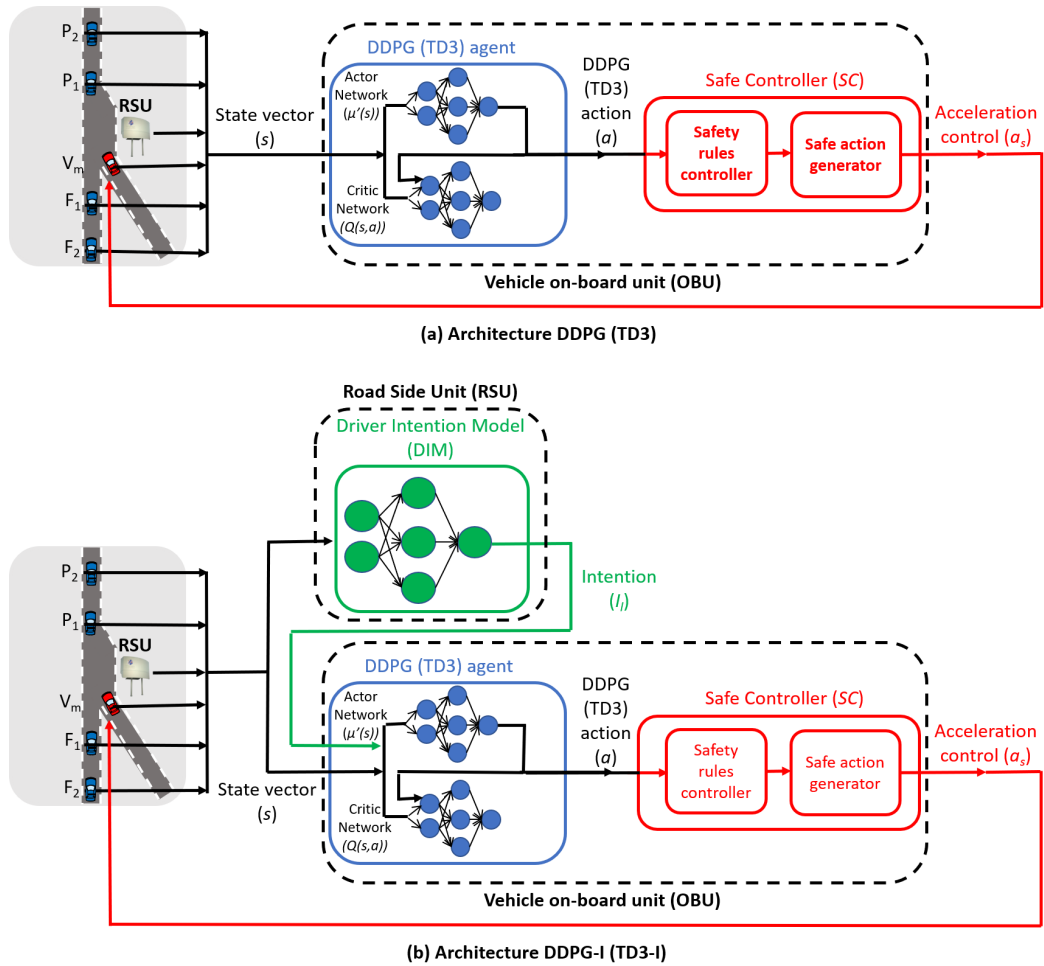 P2
P1
RSU
Vm
F1
F2
State vector
(s)
DDPG (TD3) agent
Actor
Network
(μ'(s))
Critic
Network
(Q(s,a))
DDPG
(TD3)
action
(a)
Safe Controller (SC)
Safety
rules
controller
Safe action
generator
Acceleration
control (as)
Vehicle on-board unit (OBU)
(a) Architecture DDPG (TD3)
Road Side Unit (RSU)
Driver Intention Model
(DIM)
Intention
(Il)
P2
P1
RSU
Vm
F1
F2
State vector
(s)
DDPG (TD3) agent
Actor
Network
(μ'(s))
Critic
Network
(Q(s,a))
DDPG
(TD3)
action
(a)
Safe Controller (SC)
Safety
rules
controller
Safe action
generator
Acceleration
control (as)
Vehicle on-board unit (OBU)
(b) Architecture DDPG-I (TD3-I)